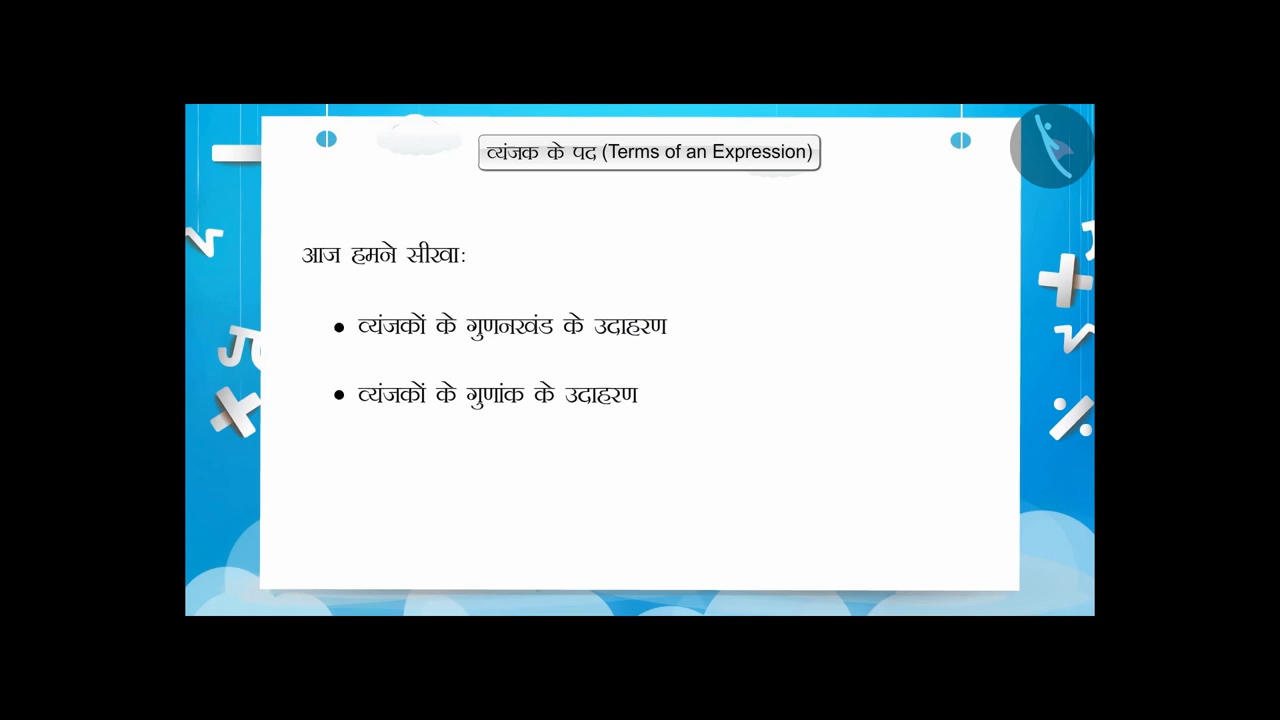 व्यंजक के पद (Terms of an Expression)
आज हमने सीखाः
• व्यंजकों के गुणनखंड के उदाहरण
• व्यंजकों के गुणांक के उदाहरण